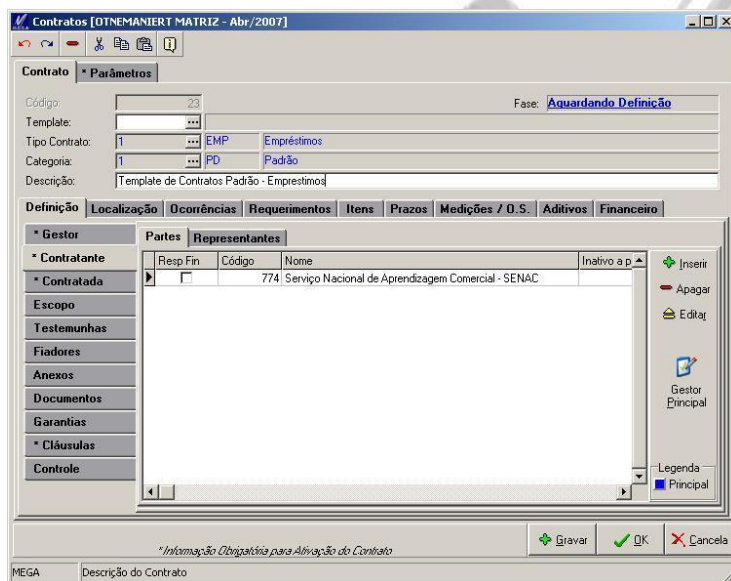 Contratos [OTNEMANIERT MATRIZ - Abr/2007]
Contrato * Parâmetros
Código: 23 Fase: Aguardando Definição
Template: ...
Tipo Contrato: 1 ... EMP Empréstimos
Categoria: 1 ... PD Padrão
Descrição: Template de Contratos Padrão - Emprestimos
Definição Localização Ocorrências Requerimentos Itens Prazos Medições / O.S. Aditivos Financeiro
* Gestor
* Contratante
* Contratada
Escopo
Testemunhas
Fiadores
Anexos
Documentos
Garantias
* Cláusulas
Controle
Partes Representantes
Resp Fin Código Nome Inativo a p
774 Serviço Nacional de Aprendizagem Comercial - SENAC
Inserir
Apagar
Editar
Gestor
Principal
Legenda
Principal
*Informação Obrigatória para Ativação do Contrato
Gravar OK Cancela
MEGA Descrição do Contrato